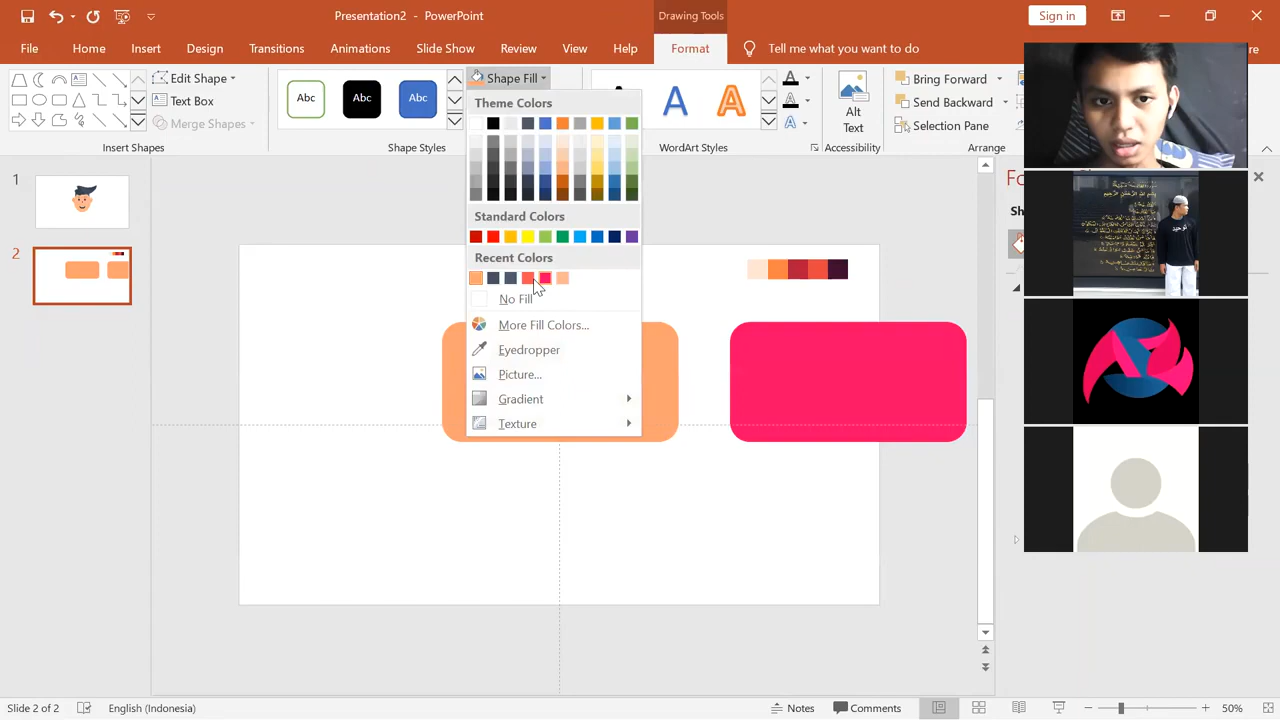 Presentation2 - PowerPoint
Drawing Tools
Sign in
File Home Insert Design Transitions Animations Slide Show Review View Help Format Tell me what you want to do
Edit Shape
Text Box
Merge Shapes
Insert Shapes
Abc Abc Abc
Shape Styles
Shape Fill
Theme Colors
Standard Colors
Recent Colors
No Fill
More Fill Colors...
Eyedropper
Picture...
Gradient
Texture
A A
WordArt Styles
Alt
Text
Accessibility
Bring Forward
Send Backward
Selection Pane
Arrange
1
2
Slide 2 of 2
English (Indonesia)
Notes
Comments
50%